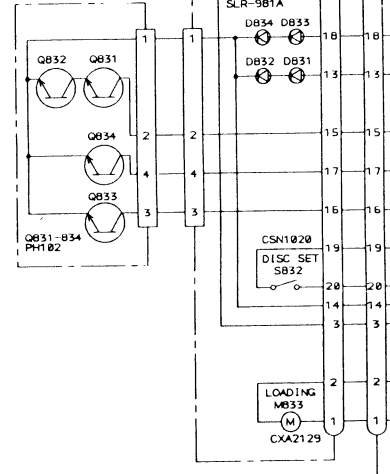 SLR-981A
D834 D833
1 1 18 18
Q832 Q831
D832 D831
13 13
2 2 15 15
Q834
4 4 17 17
Q833
3 3 16 16
Q831-834
PH102
CSN1020
19 19
DISC SET
S832
20 20
14 14
3 3
2 2
LOADING
M833
M
1 1
CXA2129